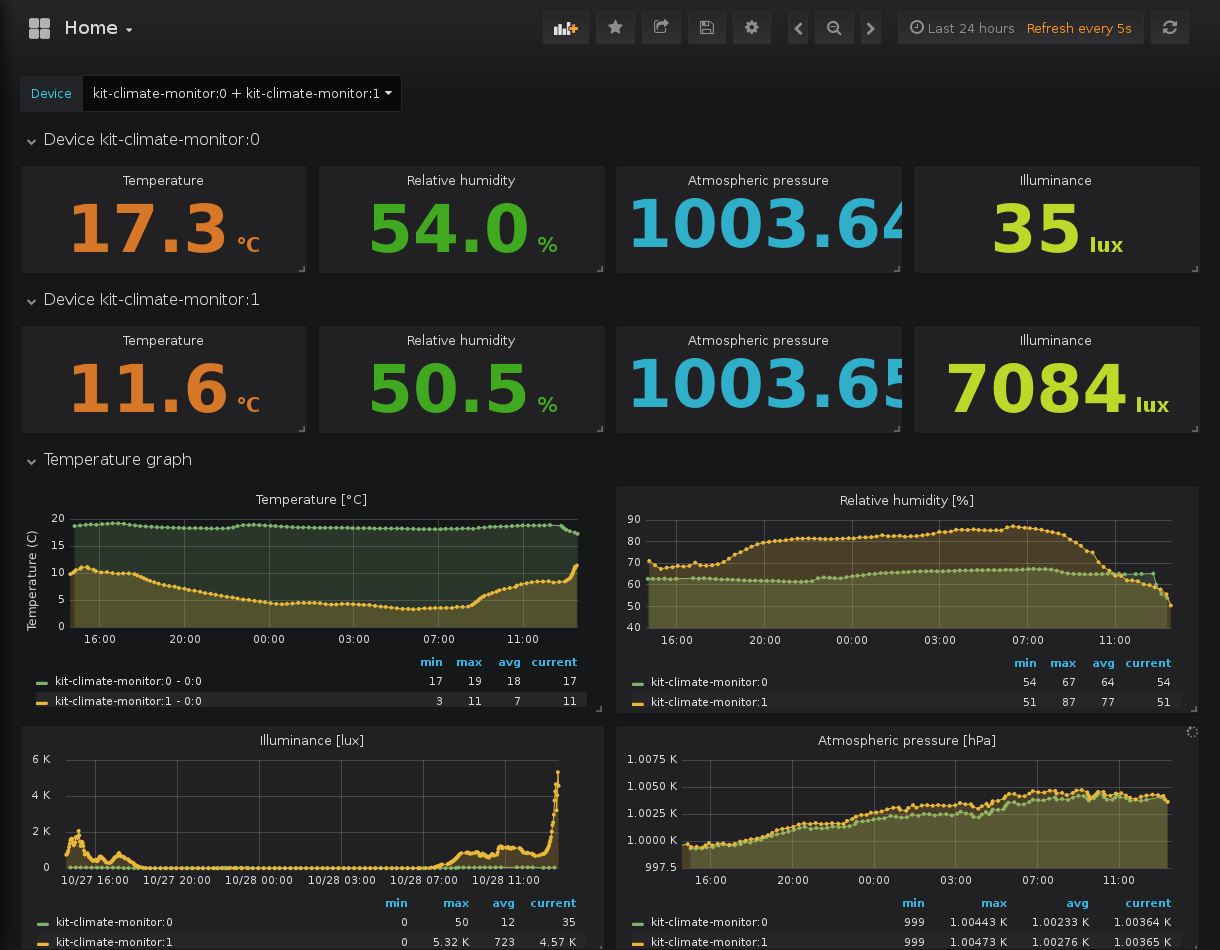 Home
Last 24 hours Refresh every 5s
Device kit-climate-monitor:0 + kit-climate-monitor:1
Device kit-climate-monitor:0
Temperature Relative humidity Atmospheric pressure Illuminance
17.3 °C 54.0 % 1003.64 35 lux
Device kit-climate-monitor:1
Temperature Relative humidity Atmospheric pressure Illuminance
11.6 °C 50.5 % 1003.65 7084 lux
Temperature graph
Temperature [°C]
Temperature (C)
20
15
10
5
0
16:00 20:00 00:00 03:00 07:00 11:00
min max avg current
kit-climate-monitor:0 - 0:0 17 19 18 17
kit-climate-monitor:1 - 0:0 3 11 7 11
Relative humidity [%]
90
80
70
60
50
40
16:00 20:00 00:00 03:00 07:00 11:00
min max avg current
kit-climate-monitor:0 54 67 64 54
kit-climate-monitor:1 51 87 77 51
Illuminance [lux]
6 K
4 K
2 K
0
10/27 16:00 10/27 20:00 10/28 00:00 10/28 03:00 10/28 07:00 10/28 11:00
min max avg current
kit-climate-monitor:0 0 50 12 35
kit-climate-monitor:1 0 5.32 K 723 4.57 K
Atmospheric pressure [hPa]
1.0075 K
1.0050 K
1.0025 K
1.0000 K
997.5
16:00 20:00 00:00 03:00 07:00 11:00
min max avg current
kit-climate-monitor:0 999 1.00443 K 1.00233 K 1.00364 K
kit-climate-monitor:1 999 1.00473 K 1.00276 K 1.00365 K